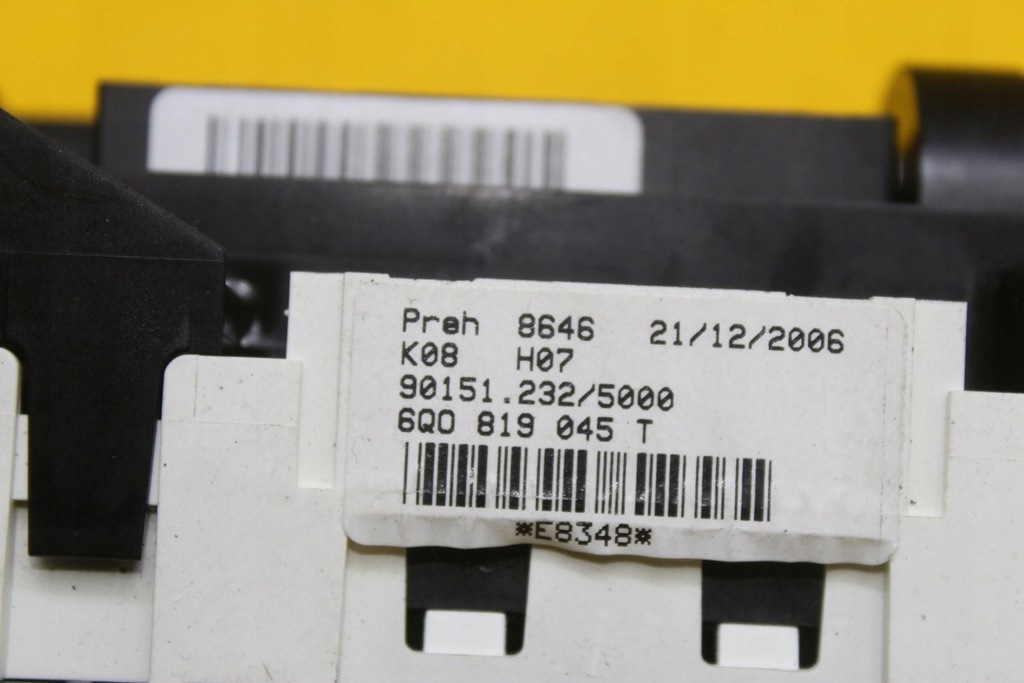 Preh 8646 21/12/2006
K08 H07
90151.232/5000
6Q0 819 045 T
*E8348*